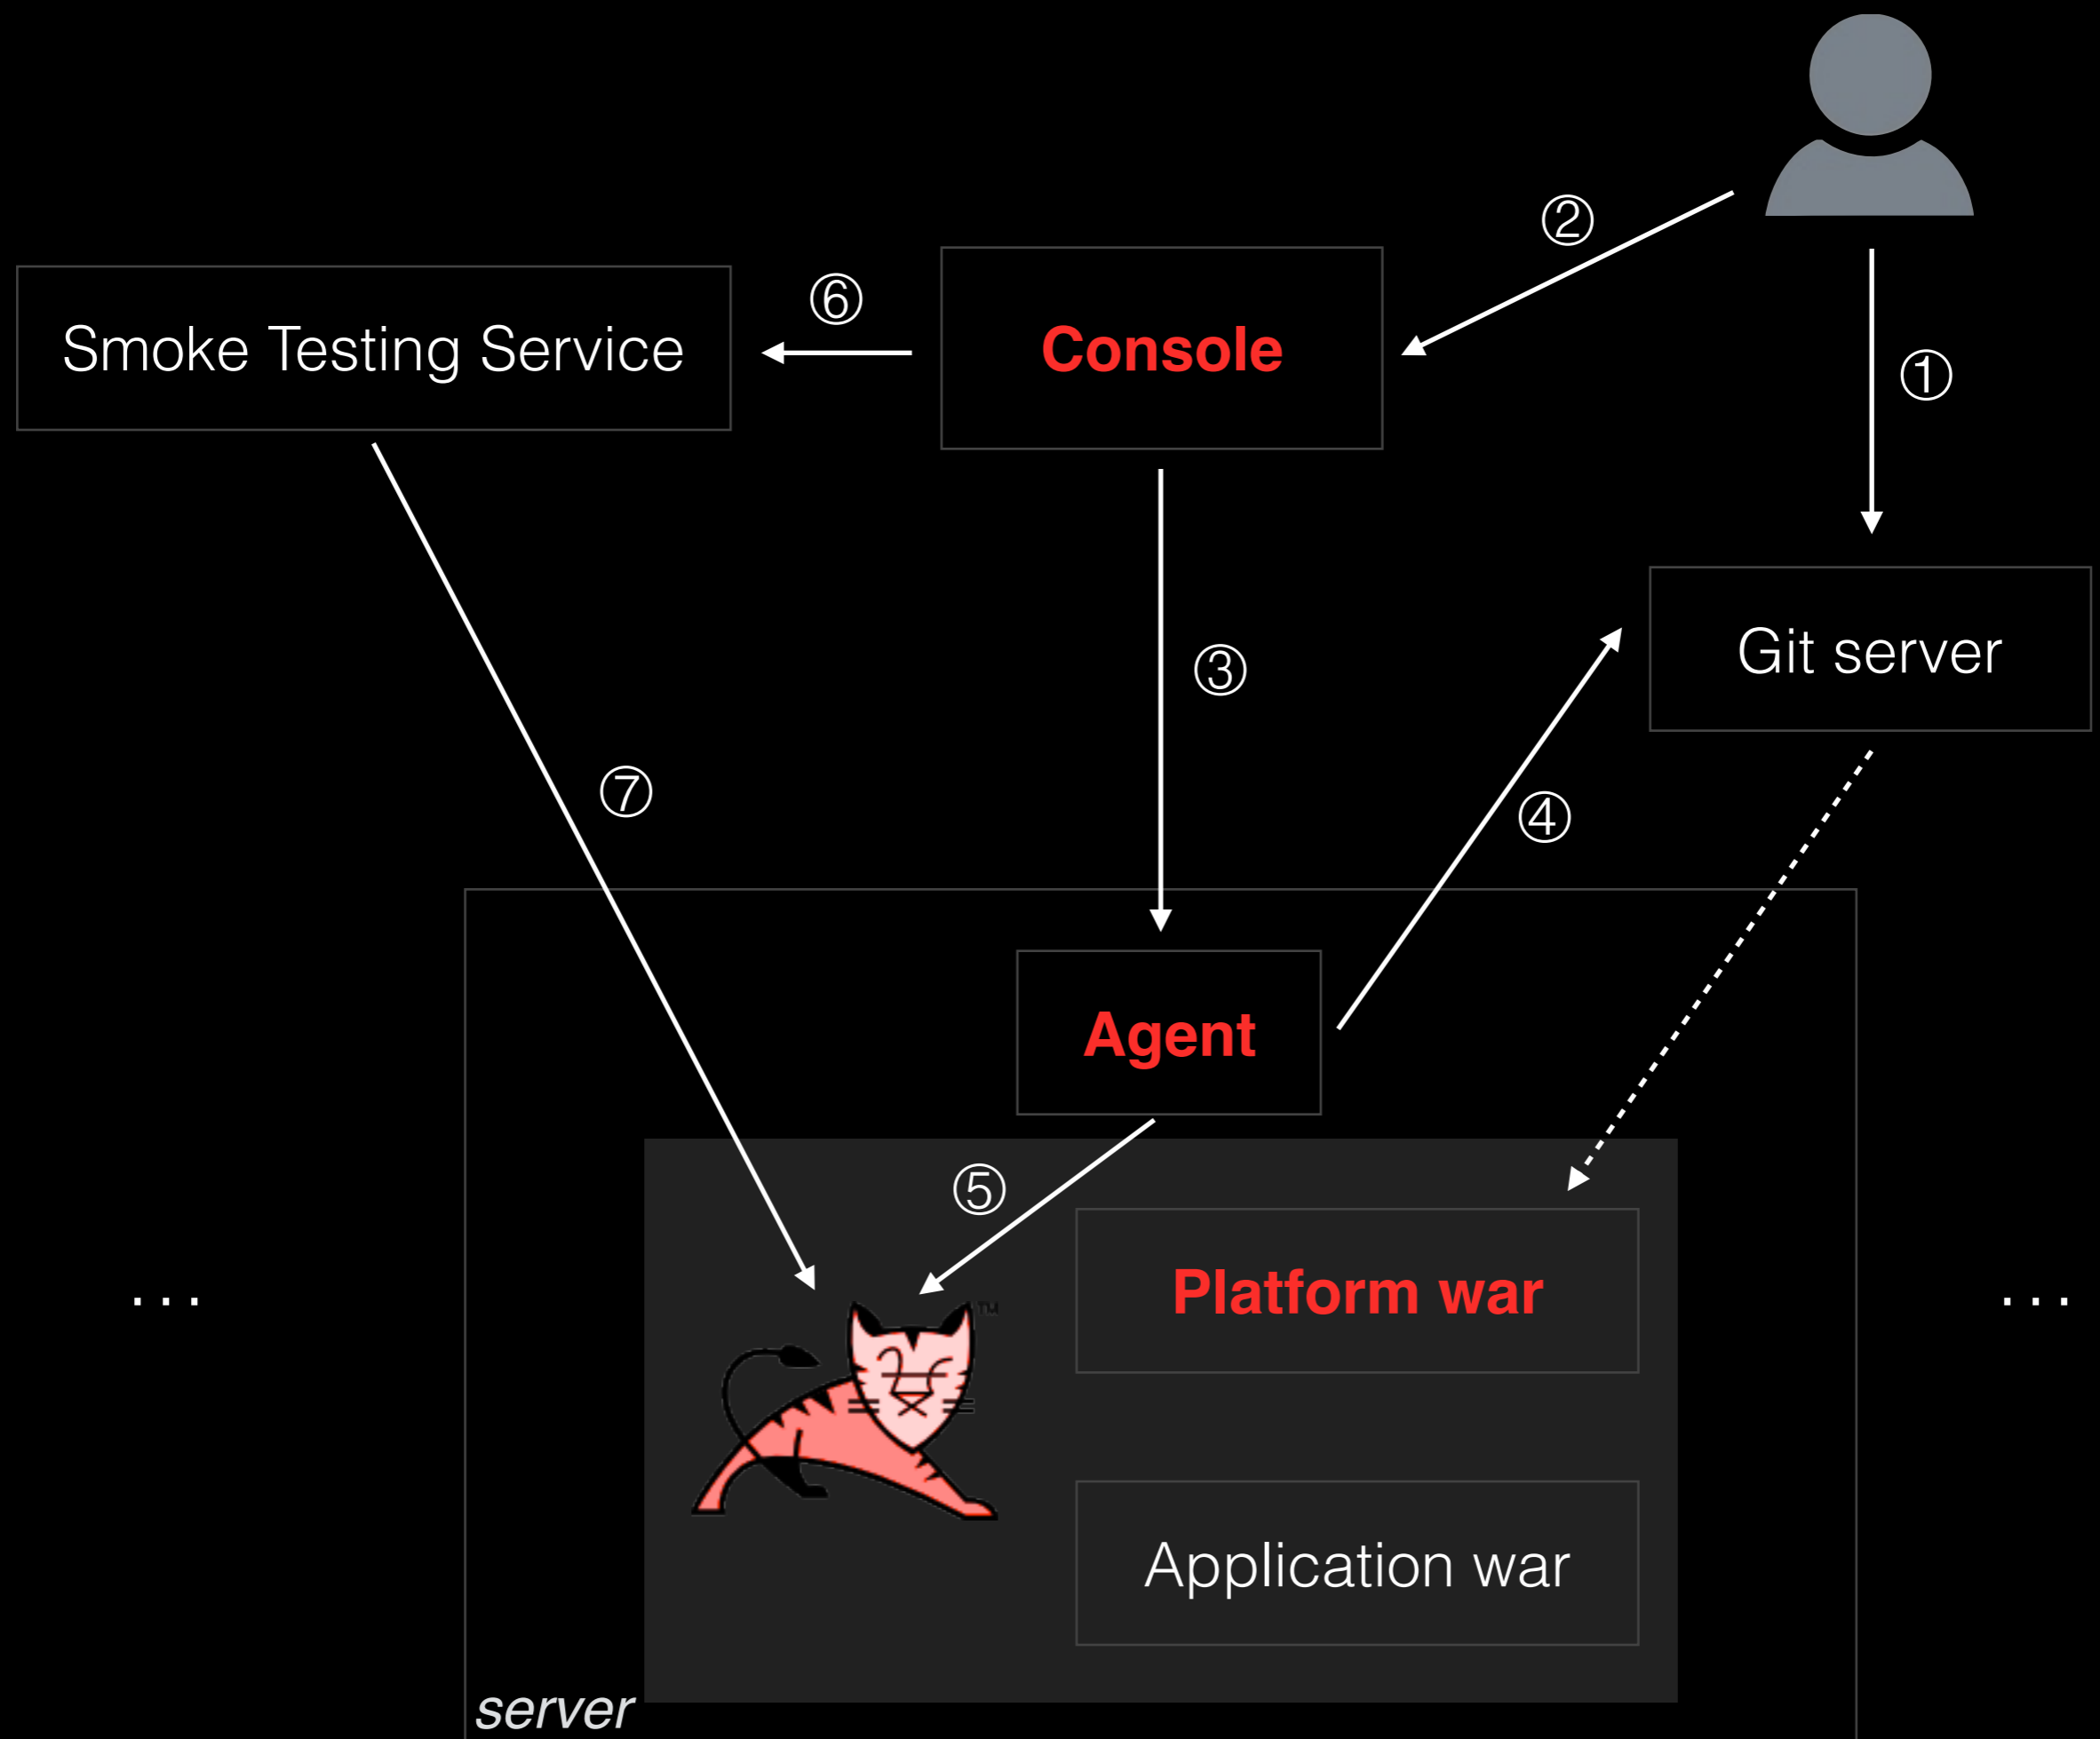 ②
⑥
Smoke Testing Service
Console
①
③
Git server
⑦
④
Agent
⑤
Platform war
TM
...
...
Application war
server